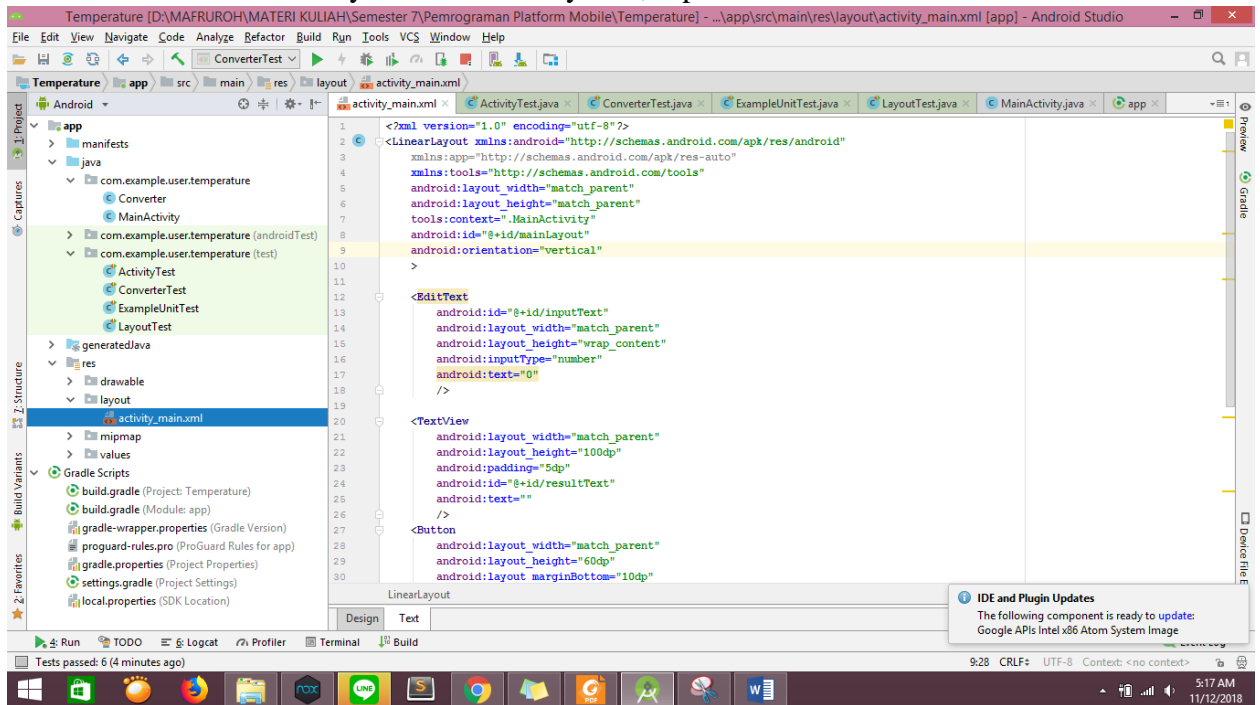 Temperature [D:\MAFRUROH\MATERI KULIAH\Semester 7\Pemrograman Platform Mobile\Temperature] - ...\app\src\main\res\layout\activity_main.xml [app] - Android Studio
File Edit View Navigate Code Analyze Refactor Build Run Tools VCS Window Help
ConverterTest
Temperature app src main res layout activity_main.xml
Android
activity_main.xml ActivityTest.java ConverterTest.java ExampleUnitTest.java LayoutTest.java MainActivity.java app
1: Project
Captures
Z: Structure
Build Variants
2: Favorites
app
manifests
java
com.example.user.temperature
Converter
MainActivity
com.example.user.temperature (androidTest)
com.example.user.temperature (test)
ActivityTest
ConverterTest
ExampleUnitTest
LayoutTest
generatedJava
res
drawable
layout
activity_main.xml
mipmap
values
Gradle Scripts
build.gradle (Project: Temperature)
build.gradle (Module: app)
gradle-wrapper.properties (Gradle Version)
proguard-rules.pro (ProGuard Rules for app)
gradle.properties (Project Properties)
settings.gradle (Project Settings)
local.properties (SDK Location)
1 <?xml version="1.0" encoding="utf-8"?>
2 <LinearLayout xmlns:android="http://schemas.android.com/apk/res/android"
3 xmlns:app="http://schemas.android.com/apk/res-auto"
4 xmlns:tools="http://schemas.android.com/tools"
5 android:layout_width="match_parent"
6 android:layout_height="match_parent"
7 tools:context=".MainActivity"
8 android:id="@+id/mainLayout"
9 android:orientation="vertical"
10 >
11
12 <EditText
13 android:id="@+id/inputText"
14 android:layout_width="match_parent"
15 android:layout_height="wrap_content"
16 android:inputType="number"
17 android:text="0"
18 />
19
20 <TextView
21 android:layout_width="match_parent"
22 android:layout_height="100dp"
23 android:padding="5dp"
24 android:id="@+id/resultText"
25 android:text=""
26 />
27 <Button
28 android:layout_width="match_parent"
29 android:layout_height="60dp"
30 android:layout_marginBottom="10dp"
LinearLayout
Design Text
Preview
Gradle
Device File
IDE and Plugin Updates
The following component is ready to update:
Google APIs Intel x86 Atom System Image
4: Run TODO 6: Logcat Profiler Terminal Build
Tests passed: 6 (4 minutes ago)
9:28 CRLF UTF-8 Context: <no context>
5:17 AM
11/12/2018